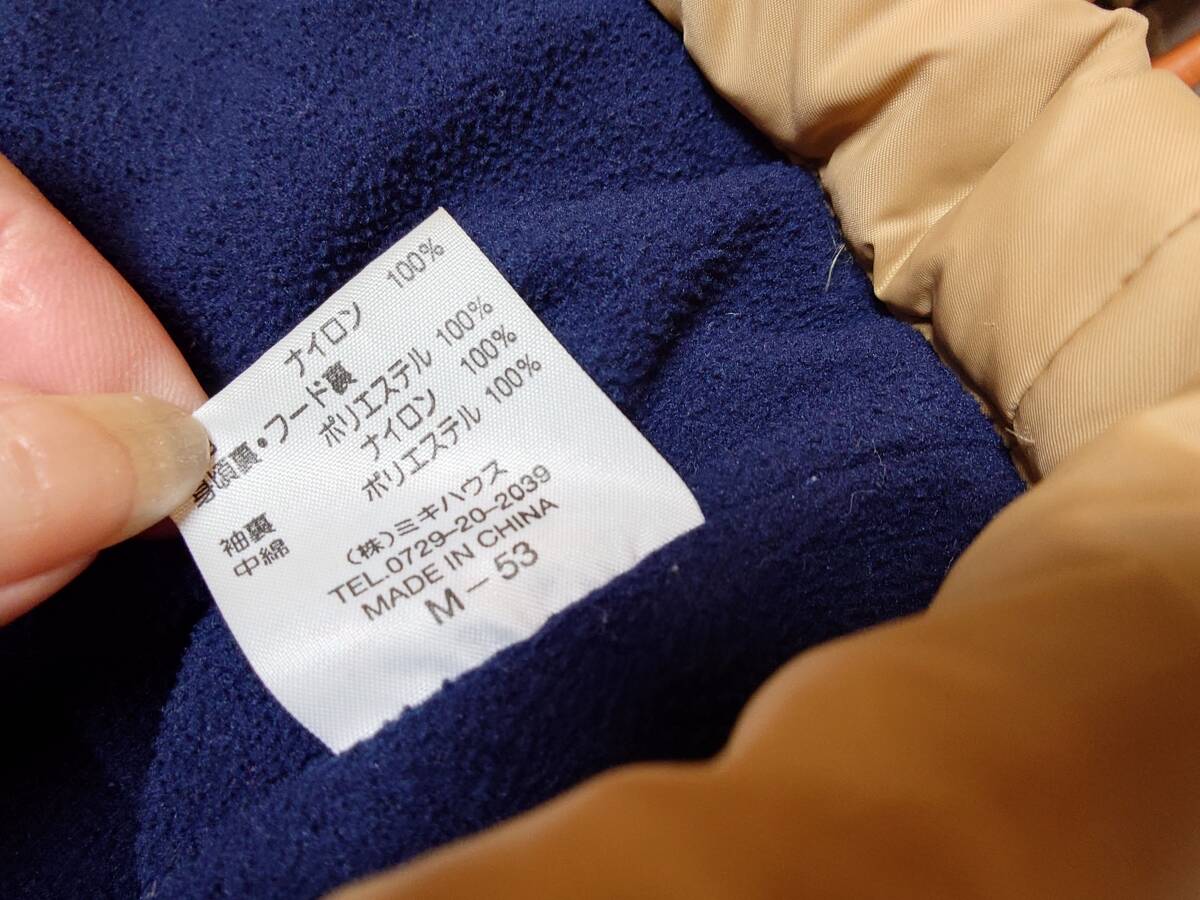 ナイロン 100%
身頃裏・フード裏
ポリエステル 100%
袖裏 ナイロン 100%
中綿 ポリエステル 100%
(株)ミキハウス
TEL.0729-20-2039
MADE IN CHINA
M-53